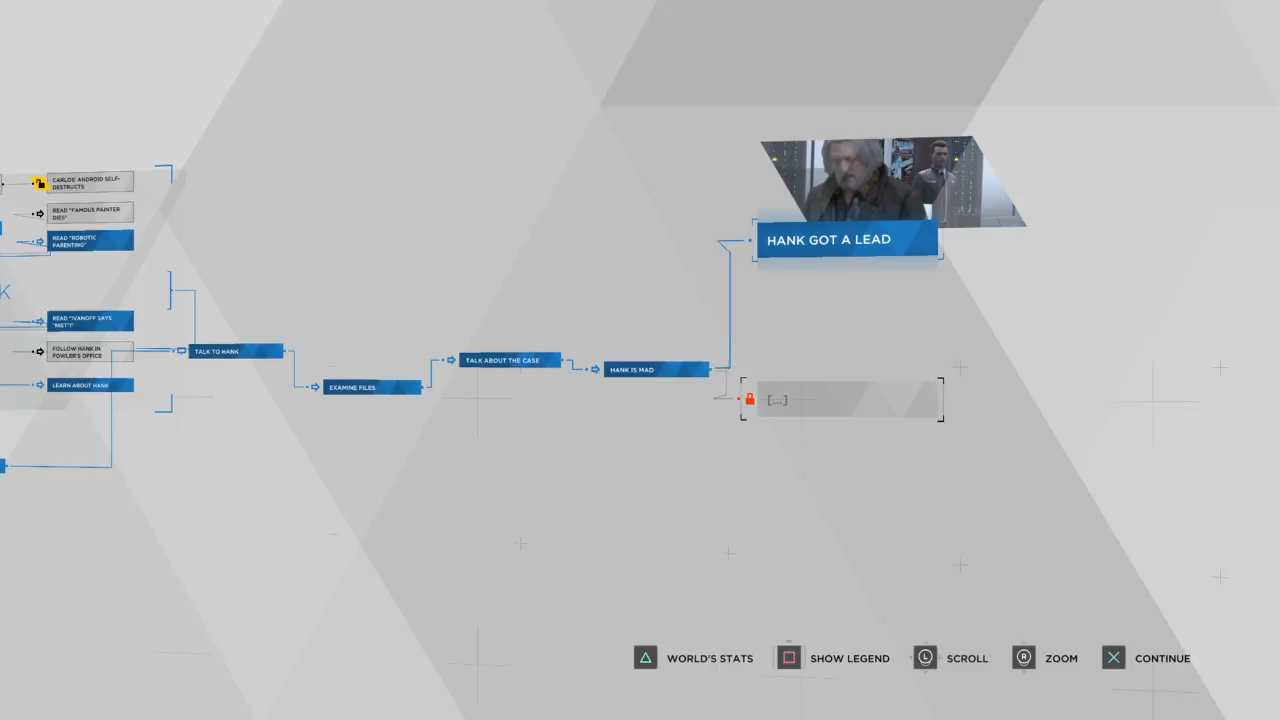 CARLOS' ANDROID SELF-
DESTRUCTS
READ "FAMOUS PAINTER
DIES"
READ "ROBOTIC
PARENTING"
K
READ "IVANOFF SAYS
"NIET"!"
FOLLOW HANK IN
FOWLER'S OFFICE
LEARN ABOUT HANK
TALK TO HANK
EXAMINE FILES
TALK ABOUT THE CASE
HANK IS MAD
HANK GOT A LEAD
[...]
WORLD'S STATS
SHOW LEGEND
L
SCROLL
R
ZOOM
CONTINUE